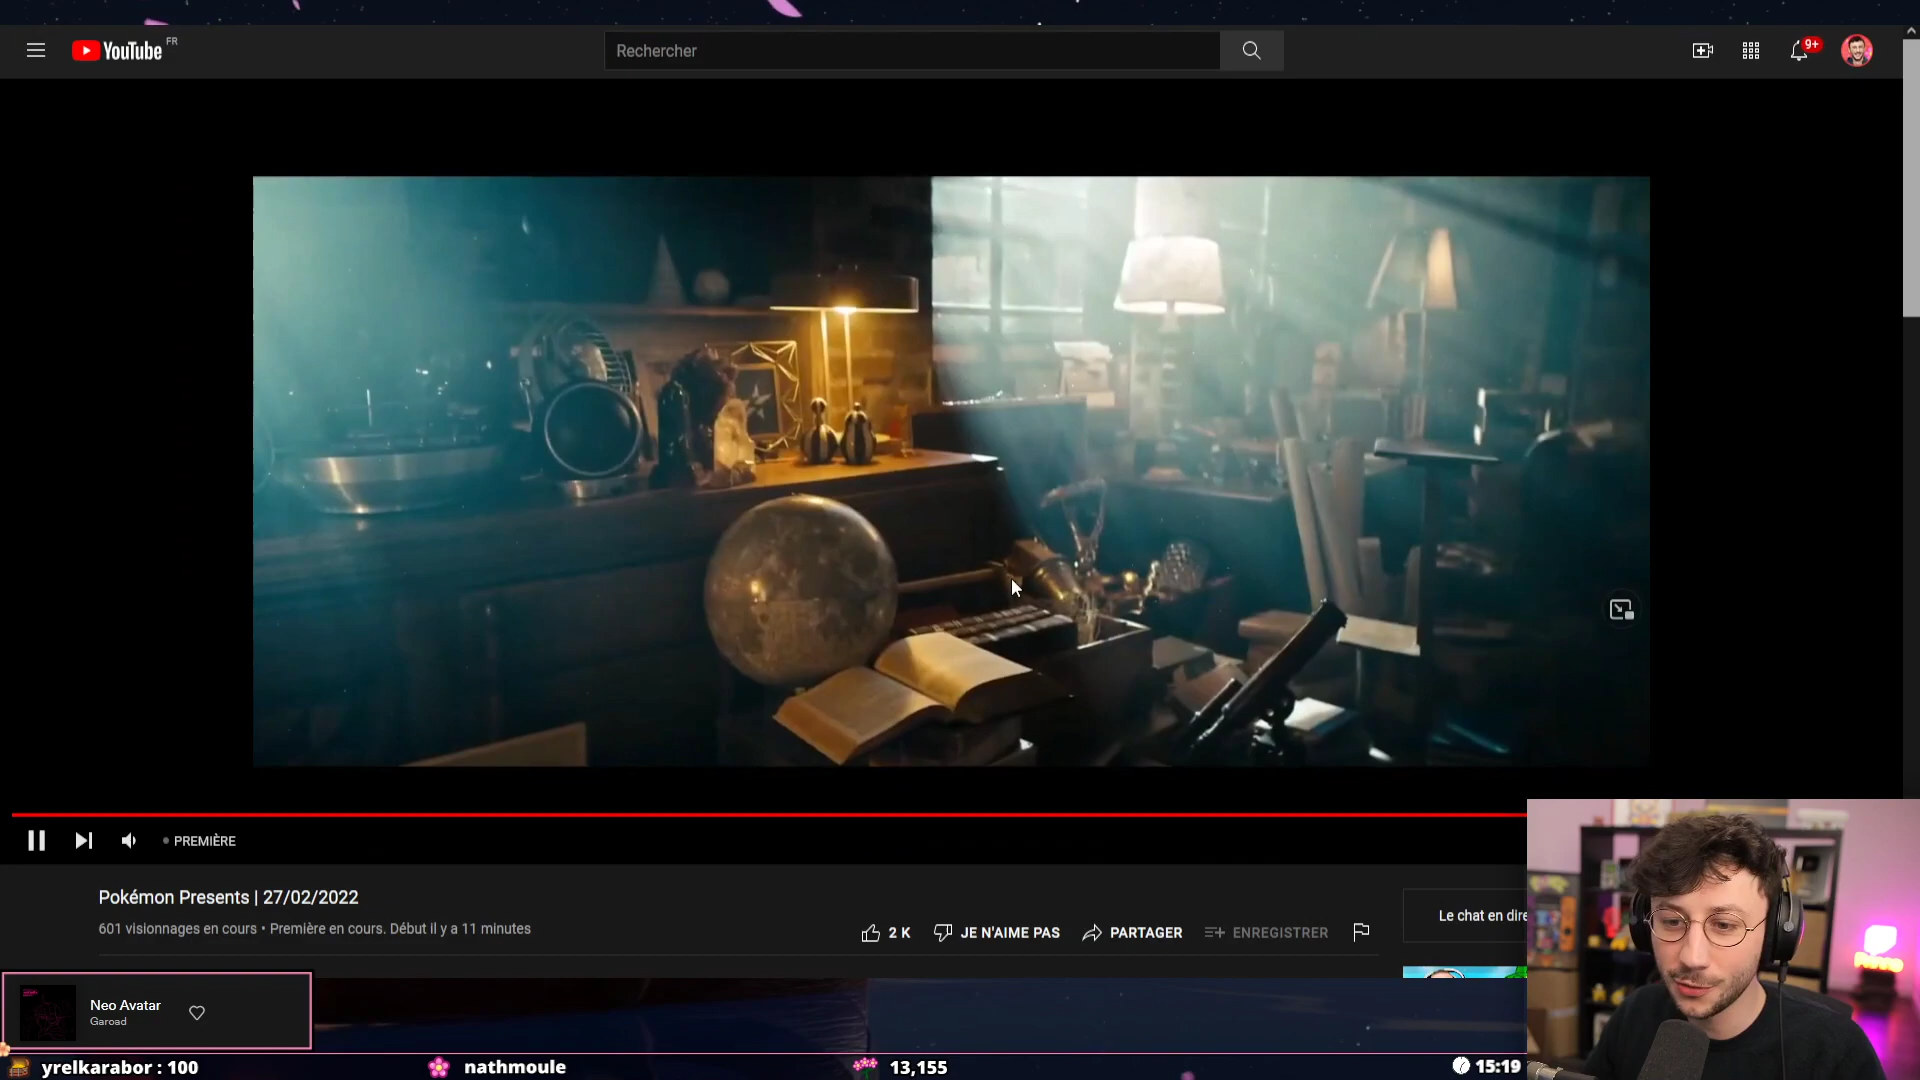 YouTube FR
Rechercher
9+
PREMIÈRE
Pokémon Presents | 27/02/2022
601 visionnages en cours • Première en cours. Début il y a 11 minutes
2 K
JE N'AIME PAS
PARTAGER
ENREGISTRER
Le chat en dire
Neo Avatar
Garoad
yrelkarabor : 100
nathmoule
13,155
15:19